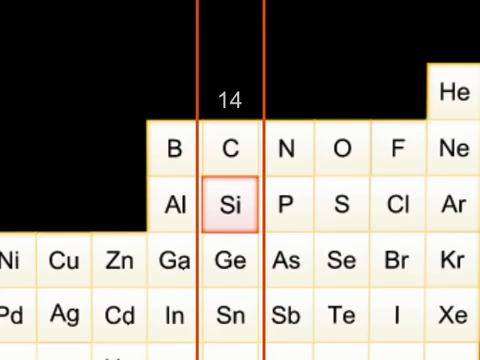 He
14
B C N O F Ne
Al Si P S Cl Ar
Ni Cu Zn Ga Ge As Se Br Kr
Pd Ag Cd In Sn Sb Te I Xe